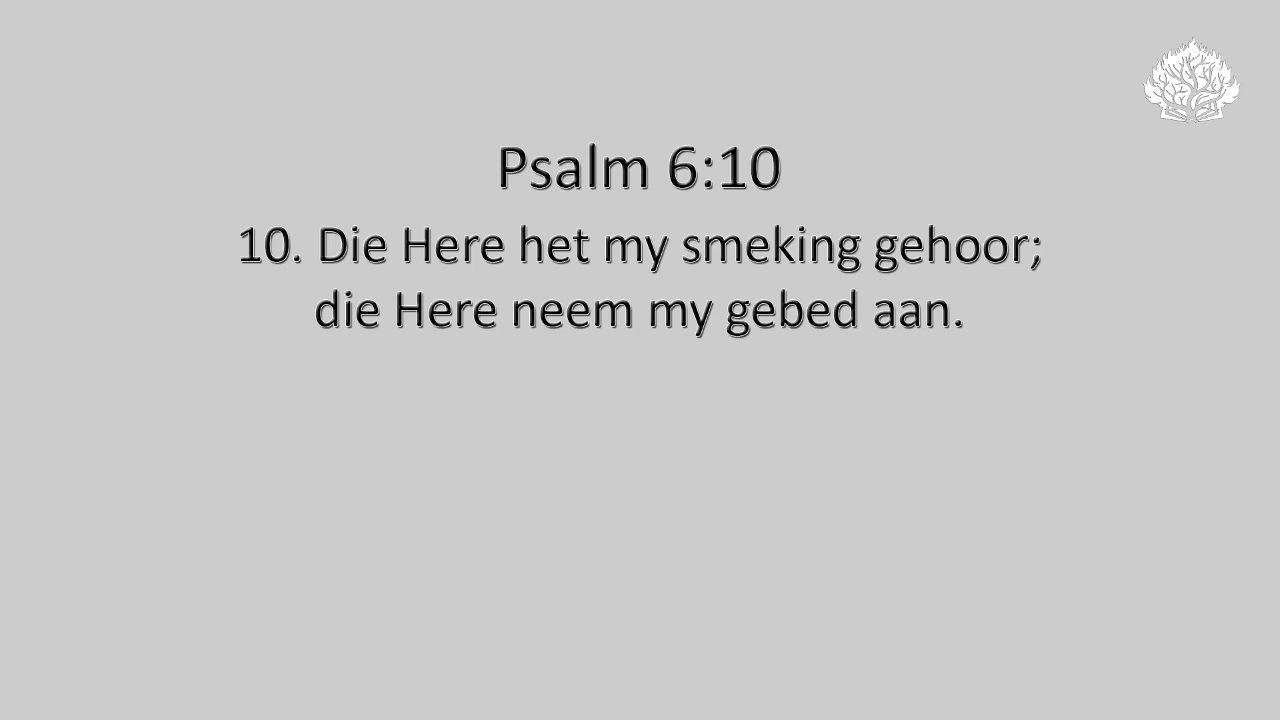 Psalm 6:10
10. Die Here het my smeking gehoor;
die Here neem my gebed aan.